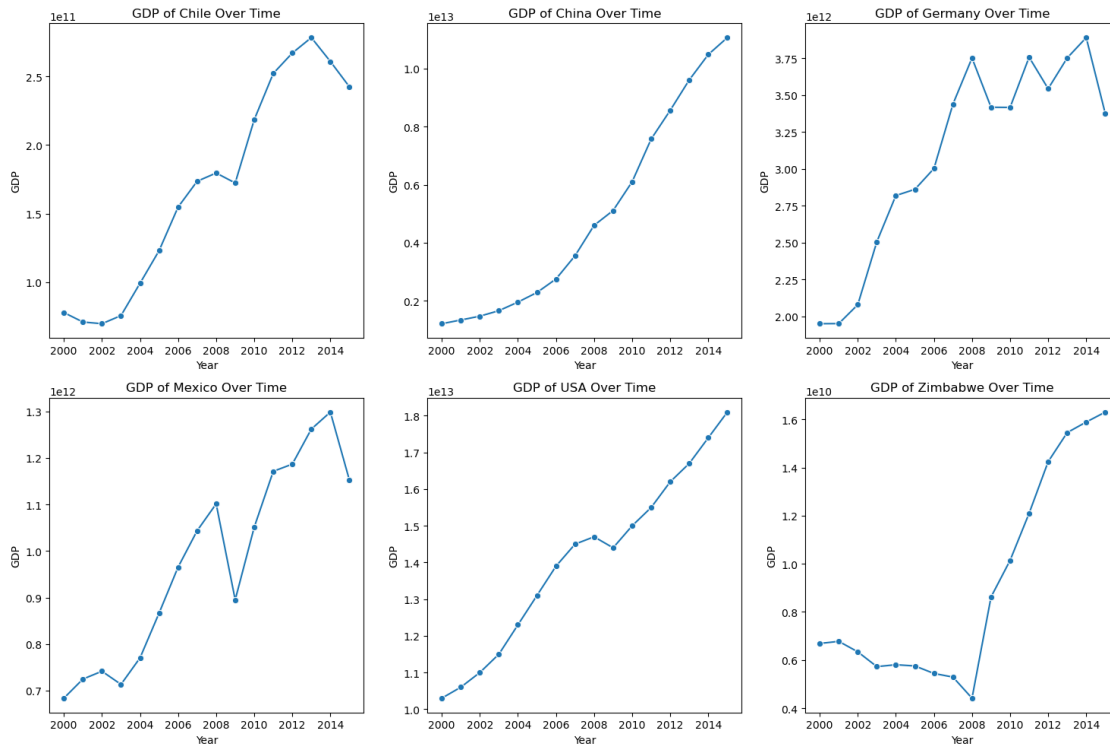 GDP of Chile Over Time
1e11
GDP
2.5
2.0
1.5
1.0
2000 2002 2004 2006 2008 2010 2012 2014
Year
GDP of China Over Time
1e13
GDP
1.0
0.8
0.6
0.4
0.2
2000 2002 2004 2006 2008 2010 2012 2014
Year
GDP of Germany Over Time
1e12
GDP
3.75
3.50
3.25
3.00
2.75
2.50
2.25
2.00
2000 2002 2004 2006 2008 2010 2012 2014
Year
GDP of Mexico Over Time
1e12
GDP
1.3
1.2
1.1
1.0
0.9
0.8
0.7
2000 2002 2004 2006 2008 2010 2012 2014
Year
GDP of USA Over Time
1e13
GDP
1.8
1.7
1.6
1.5
1.4
1.3
1.2
1.1
1.0
2000 2002 2004 2006 2008 2010 2012 2014
Year
GDP of Zimbabwe Over Time
1e10
GDP
1.6
1.4
1.2
1.0
0.8
0.6
0.4
2000 2002 2004 2006 2008 2010 2012 2014
Year